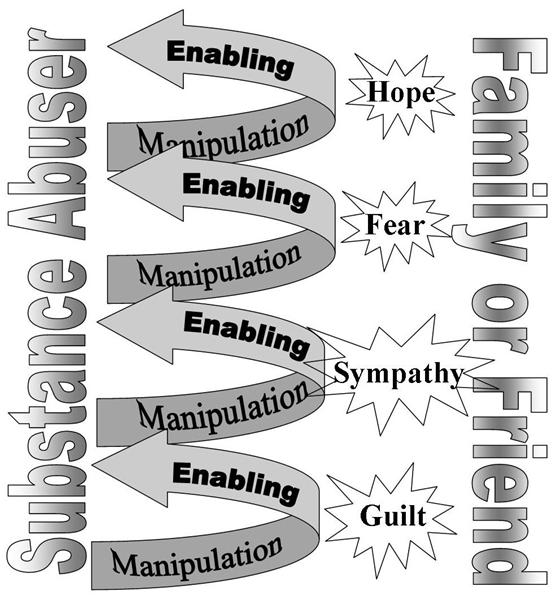 Substance Abuser
Enabling
Hope
Manipulation
Enabling
Fear
Manipulation
Enabling
Sympathy
Manipulation
Enabling
Guilt
Manipulation
Family or Friend